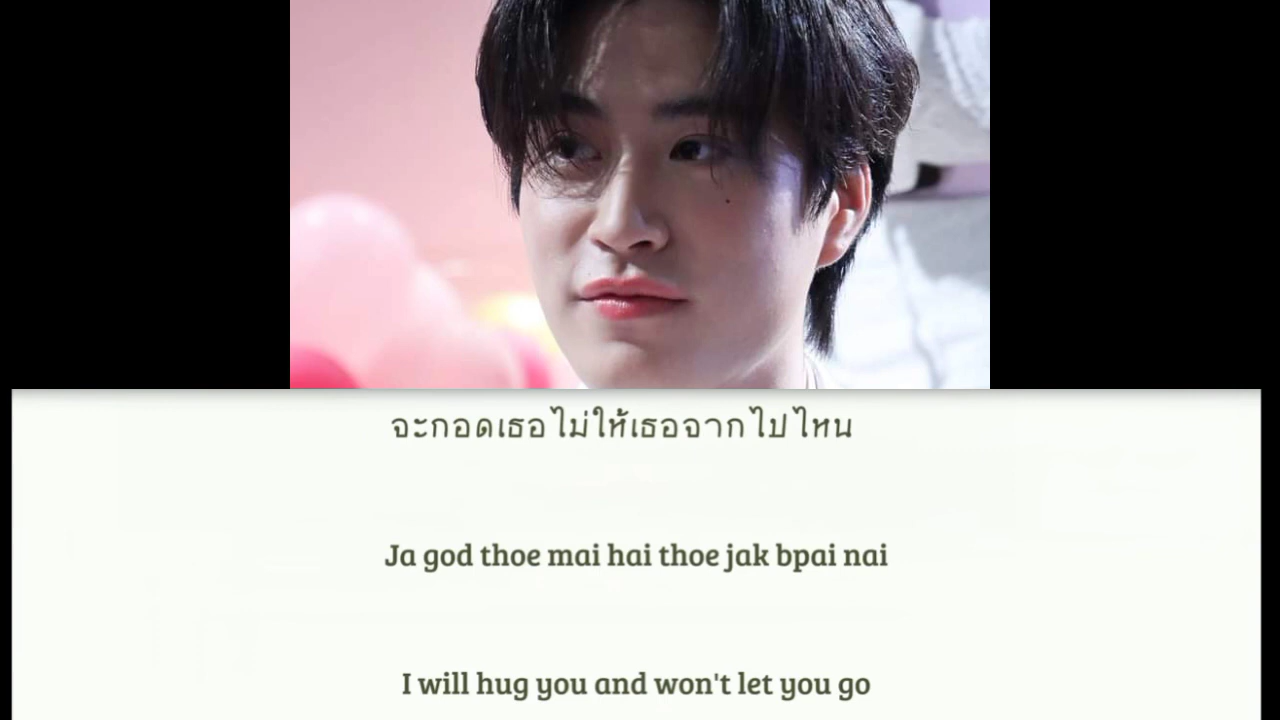 จะกอดเธอไม่ให้เธอจากไปไหน
Ja god thoe mai hai thoe jak bpai nai
I will hug you and won't let you go